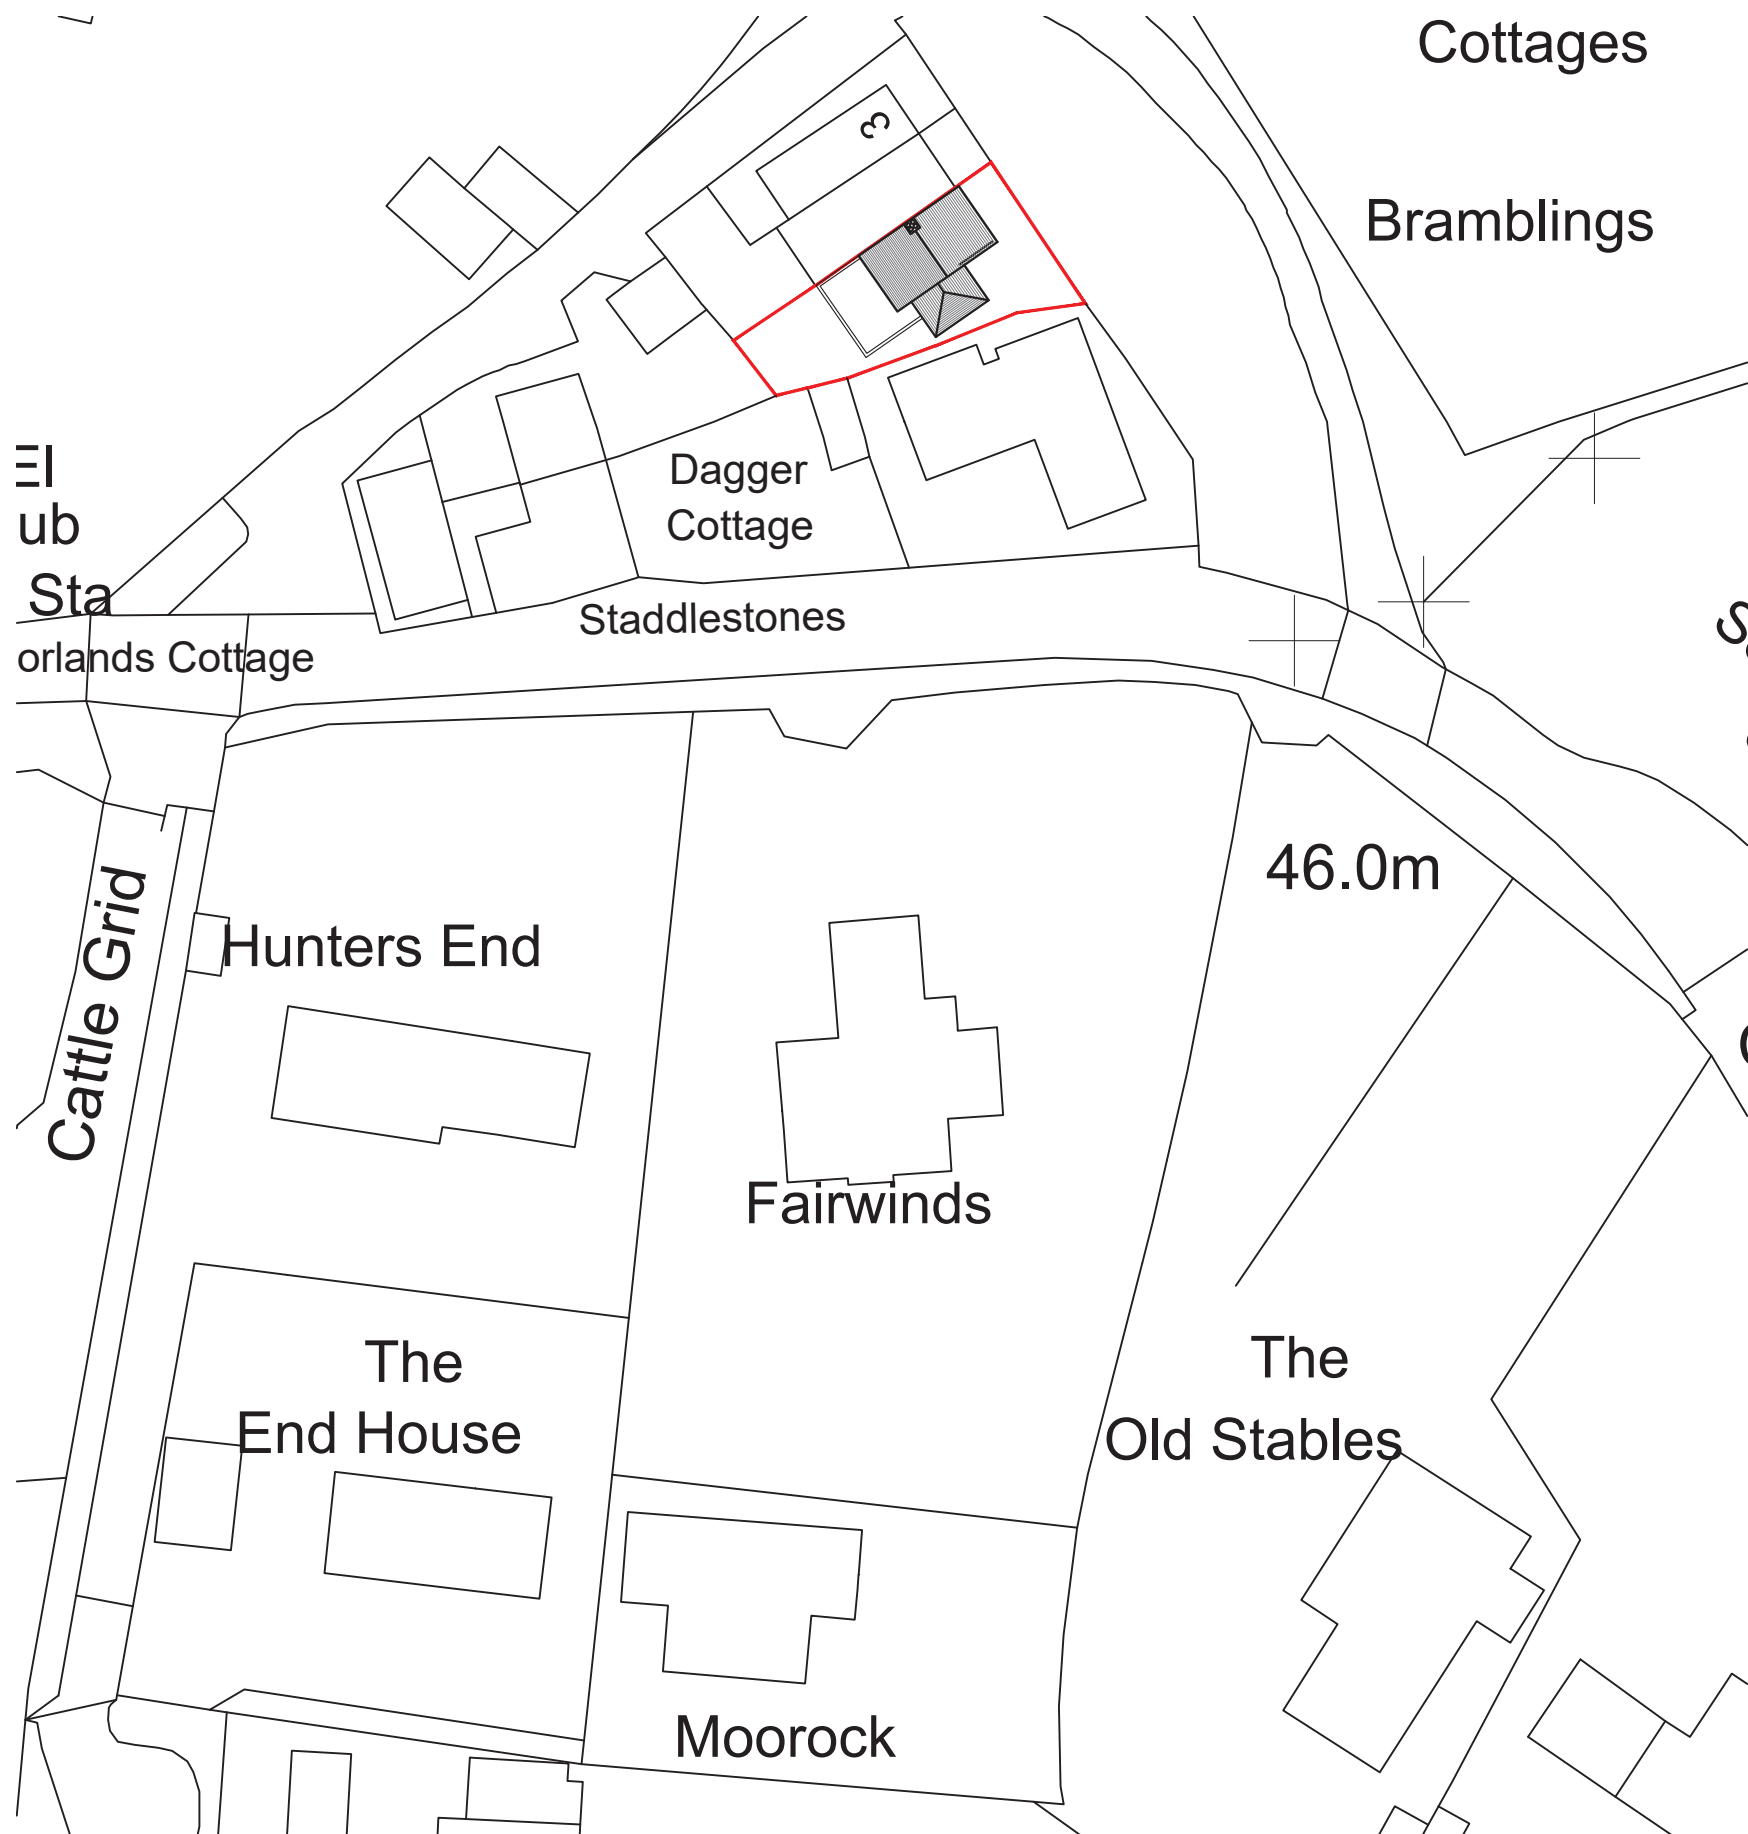 Cottages
3
Bramblings
El
ub
Sta
Dagger
Cottage
Staddlestones
orlands Cottage
46.0m
Cattle Grid
Hunters End
Fairwinds
The
End House
The
Old Stables
Moorock